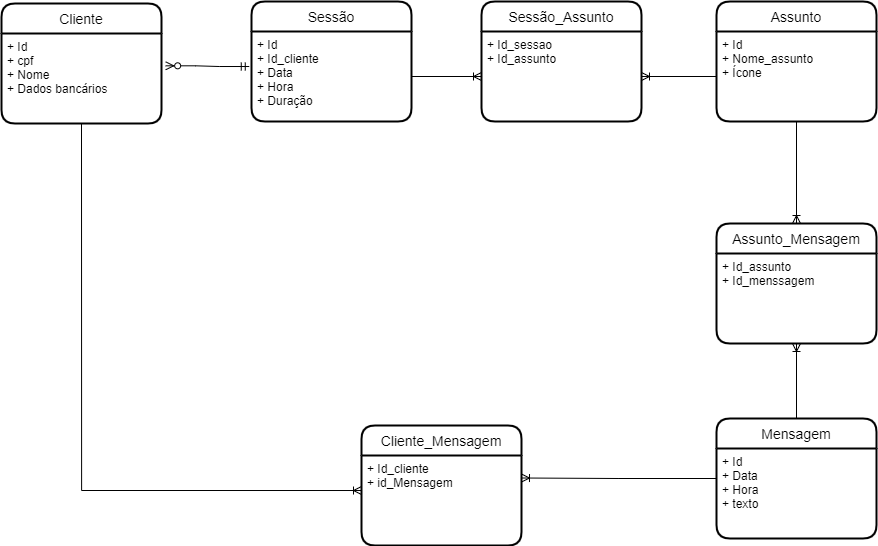 Cliente
+ Id
+ cpf
+ Nome
+ Dados bancários
Sessão
+ Id
+ Id_cliente
+ Data
+ Hora
+ Duração
Sessão_Assunto
+ Id_sessao
+ Id_assunto
Assunto
+ Id
+ Nome_assunto
+ Ícone
Assunto_Mensagem
+ Id_assunto
+ Id_menssagem
Cliente_Mensagem
+ Id_cliente
+ id_Mensagem
Mensagem
+ Id
+ Data
+ Hora
+ texto